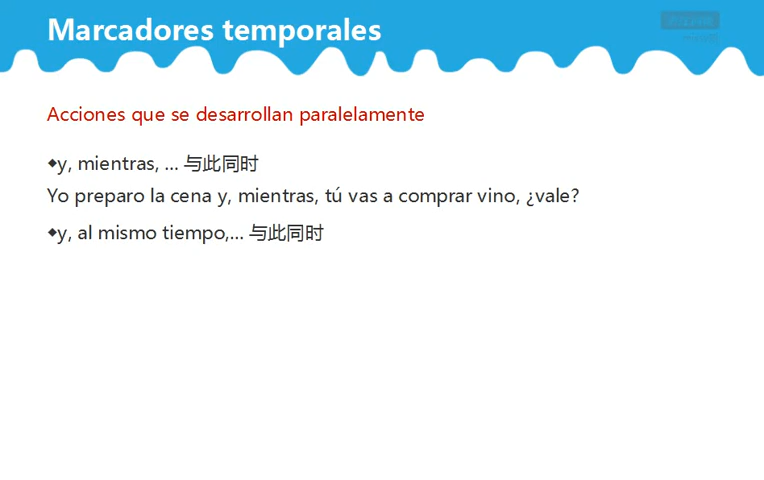 Marcadores temporales
Acciones que se desarrollan paralelamente
◆y, mientras, ... 与此同时
Yo preparo la cena y, mientras, tú vas a comprar vino, ¿vale?
◆y, al mismo tiempo,... 与此同时